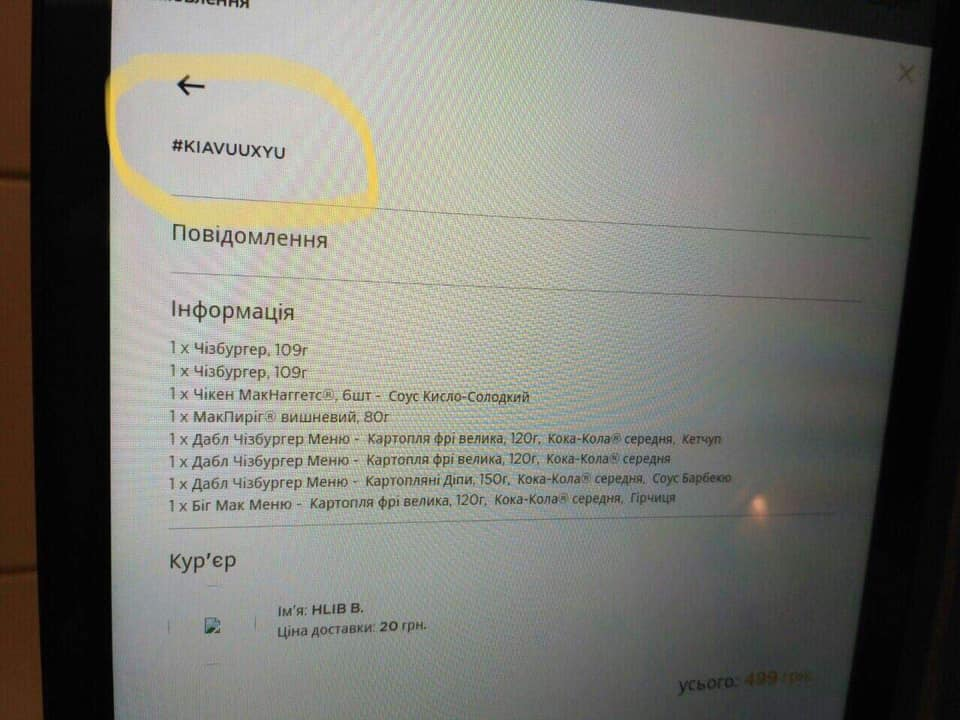 ←
#KIAVUUXYU
Повідомлення
Інформація
1 x Чізбургер, 109г
1 x Чізбургер, 109г
1 x Чікен МакНаггетс®, 6шт - Соус Кисло-Солодкий
1 x МакПиріг® вишневий, 80г
1 x Дабл Чізбургер Меню - Картопля фрі велика, 120г, Кока-Кола® середня, Кетчуп
1 x Дабл Чізбургер Меню - Картопля фрі велика, 120г, Кока-Кола® середня
1 x Дабл Чізбургер Меню - Картопляні Діпи, 150г, Кока-Кола® середня, Соус Барбекю
1 x Біг Мак Меню - Картопля фрі велика, 120г, Кока-Кола® середня, Гірчиця
Кур'єр
Ім'я: HLIB B.
Ціна доставки: 20 грн.
усього: 499 грн.